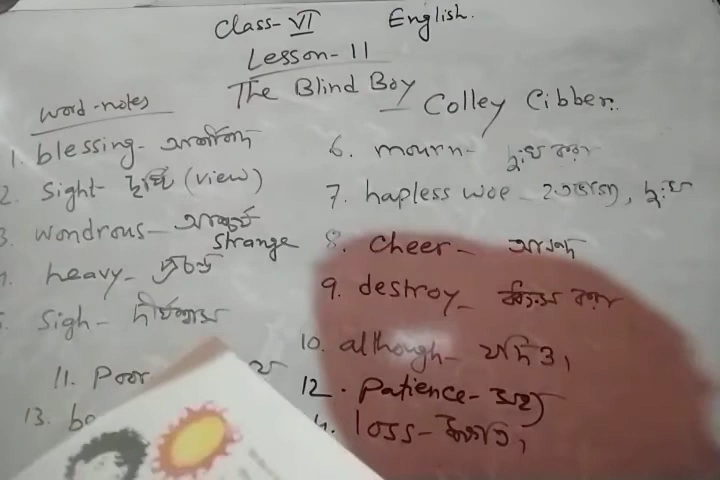 Class-VI English.
Lesson-11
The Blind Boy
Colley Cibber.
word-notes
1. blessing- আশীর্বাদ
2. Sight- দৃষ্টি (view)
3. wondrous- আশ্চর্য
strange
heavy- প্রচন্ড
Sigh- দীর্ঘশ্বাস
6. mourn- দুঃখ করা
7. hapless woe- হতভাগ্য, দুঃখ
8. Cheer- আনন্দ
9. destroy- ধ্বংস করা
10. although- যদিও,
11. Poor
12. Patience- ধৈর্য্য
13. bo
loss- ক্ষতি,